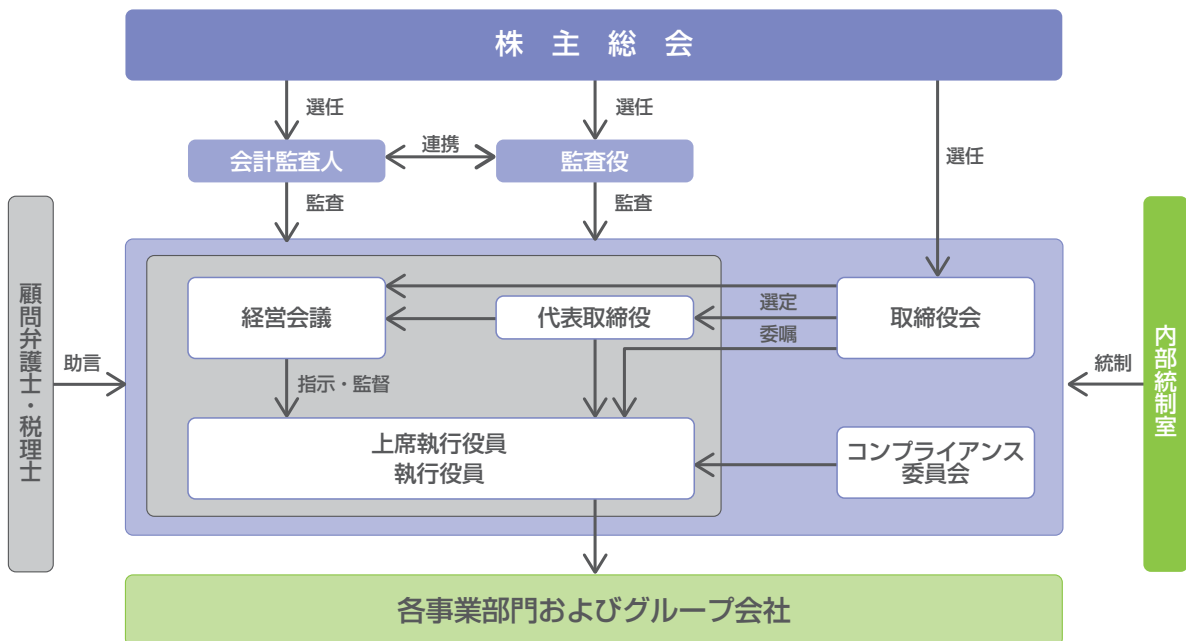 株主総会
選任
選任
選任
会計監査人
連携
監査役
監査
監査
顧問弁護士・税理士
助言
経営会議
代表取締役
選定
委嘱
取締役会
指示・監督
上席執行役員
執行役員
コンプライアンス
委員会
統制
内部統制室
各事業部門およびグループ会社